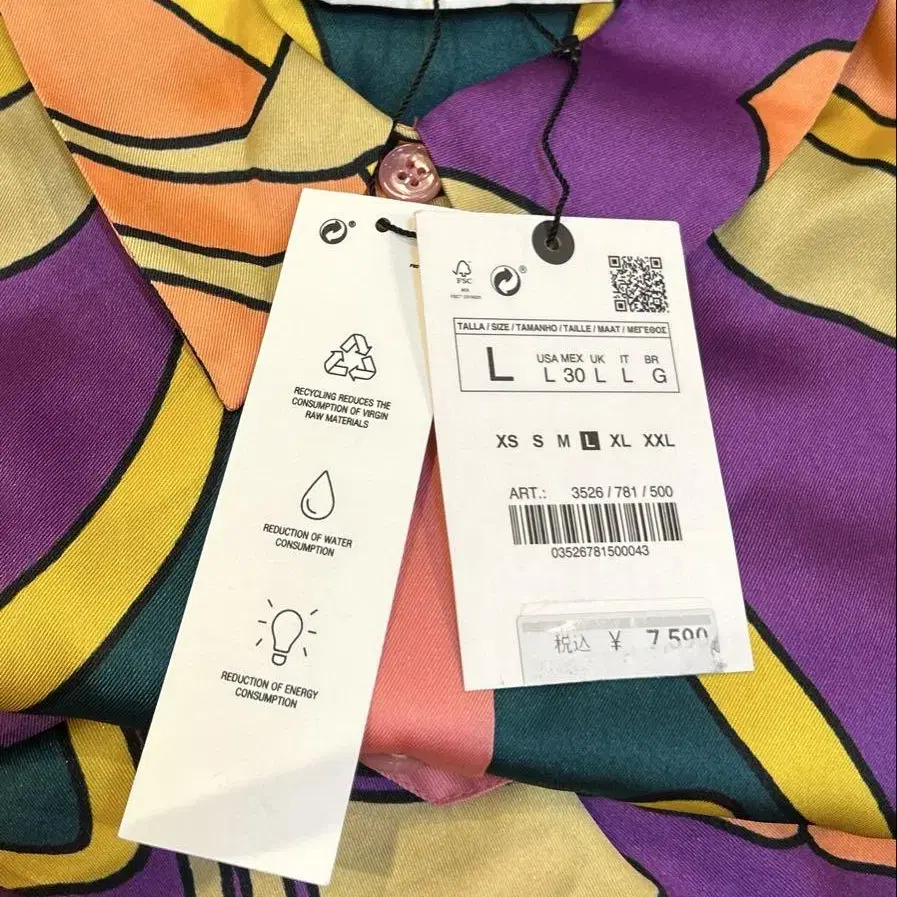 RECYCLING REDUCES THE
CONSUMPTION OF VIRGIN
RAW MATERIALS
REDUCTION OF WATER
CONSUMPTION
REDUCTION OF ENERGY
CONSUMPTION
FSC
TALLA / SIZE / TAMANHO / TAILLE / MAAT / ΜΕΓΕΘΟΣ
L
USA MEX UK IT BR
L 30 L L G
XS S M L XL XXL
ART.: 3526 / 781 / 500
03526781500043
税込 ¥ 7,590